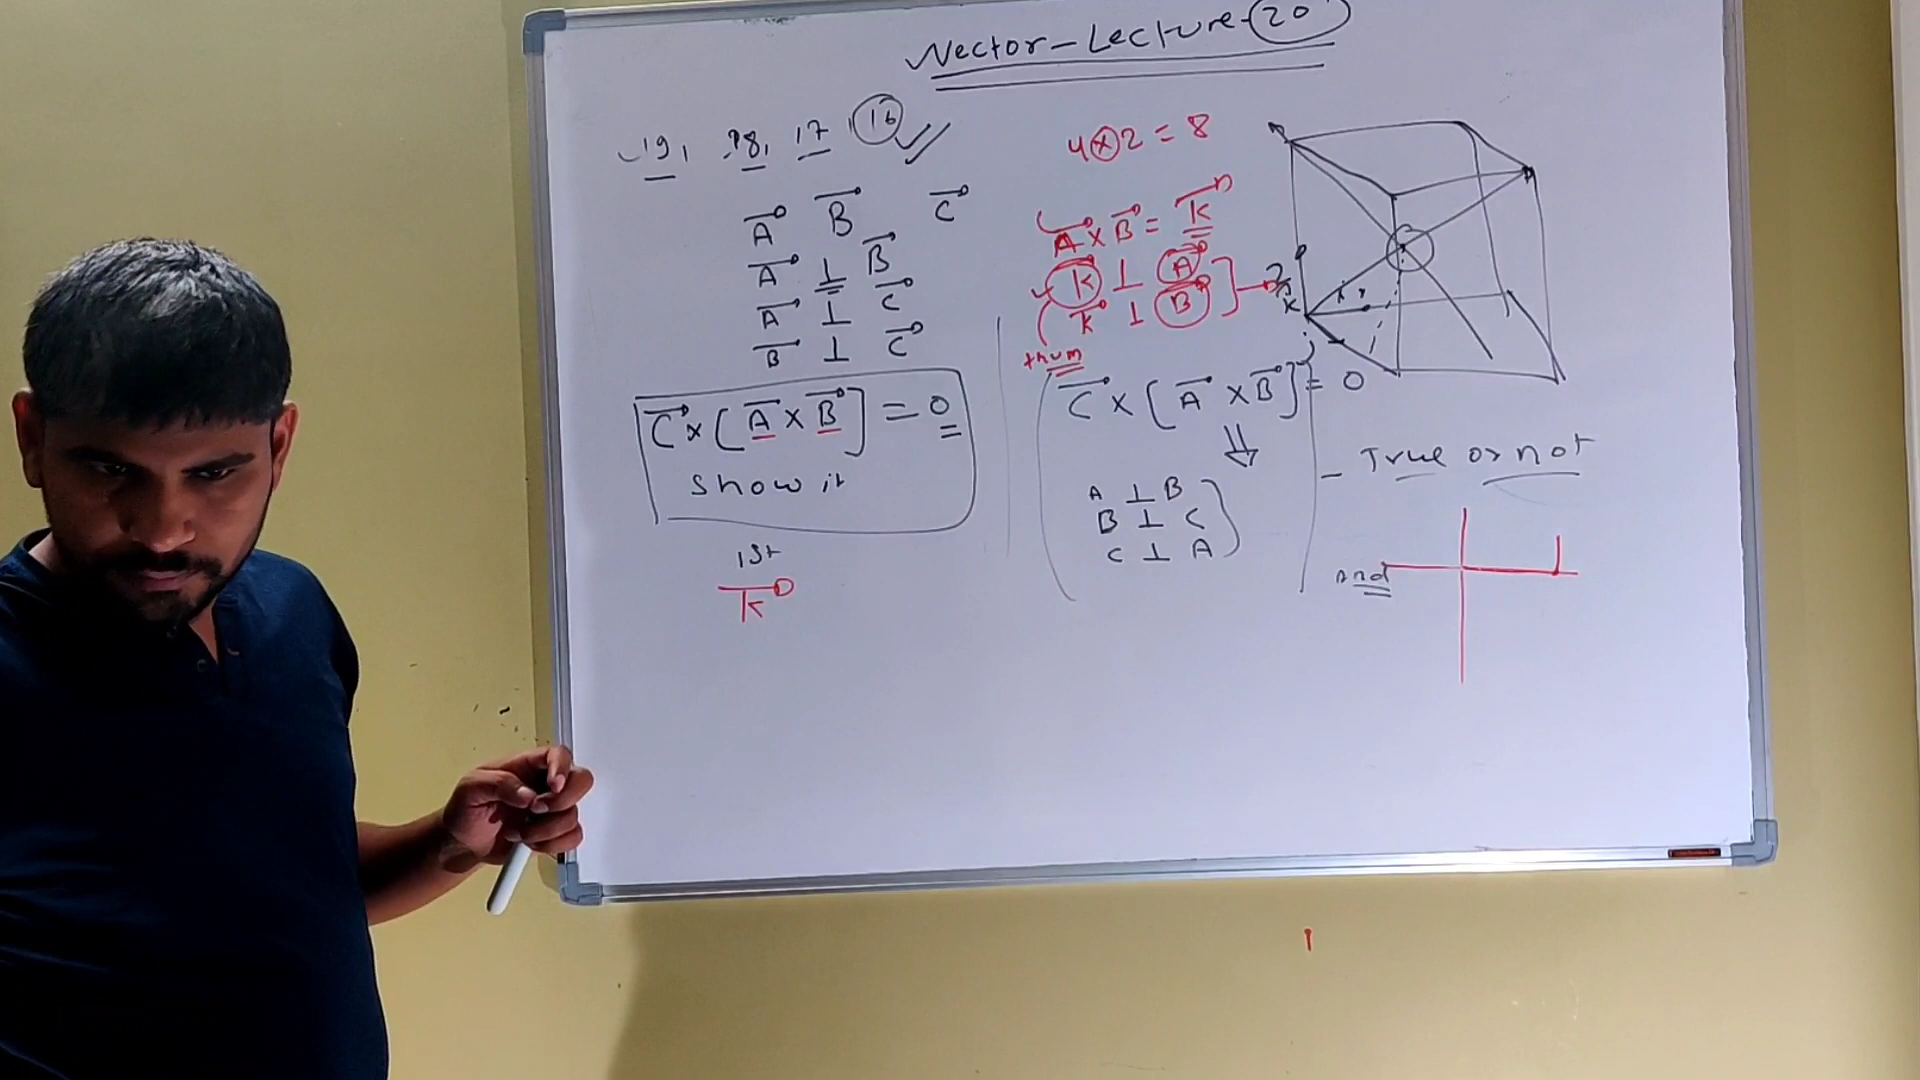 Vector-Lecture-20
19, 18, 17, 16
A B C
A ⊥ B
A ⊥ C
B ⊥ C
C × [A × B] = 0
show it
1st
K
4 × 2 = 8
A × B = K
K ⊥ A
K ⊥ B
thum
C × [A × B] = 0
⇓
A ⊥ B
B ⊥ C
C ⊥ A
- True or not
2nd